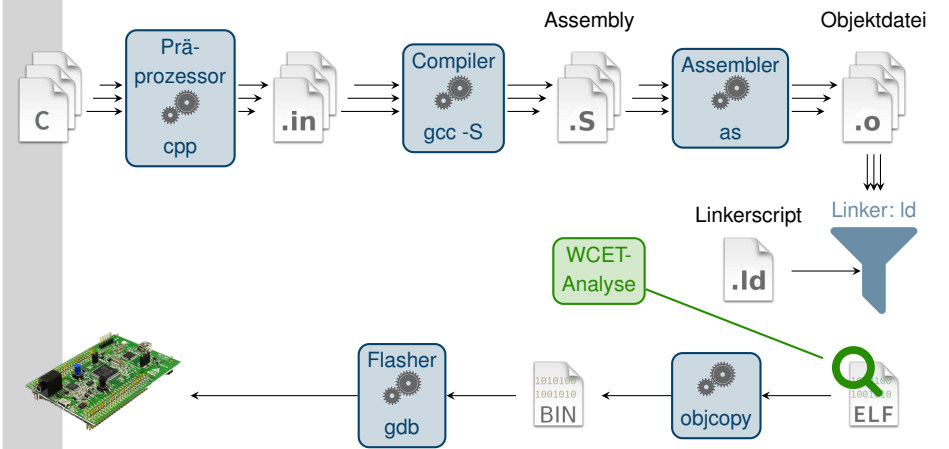 Assembly
Objektdatei
C
Prä-
prozessor
cpp
.in
Compiler
gcc -S
.S
Assembler
as
.o
Linkerscript
Linker: ld
.ld
WCET-
Analyse
Flasher
gdb
1010100
1001010
BIN
objcopy
1001010
ELF